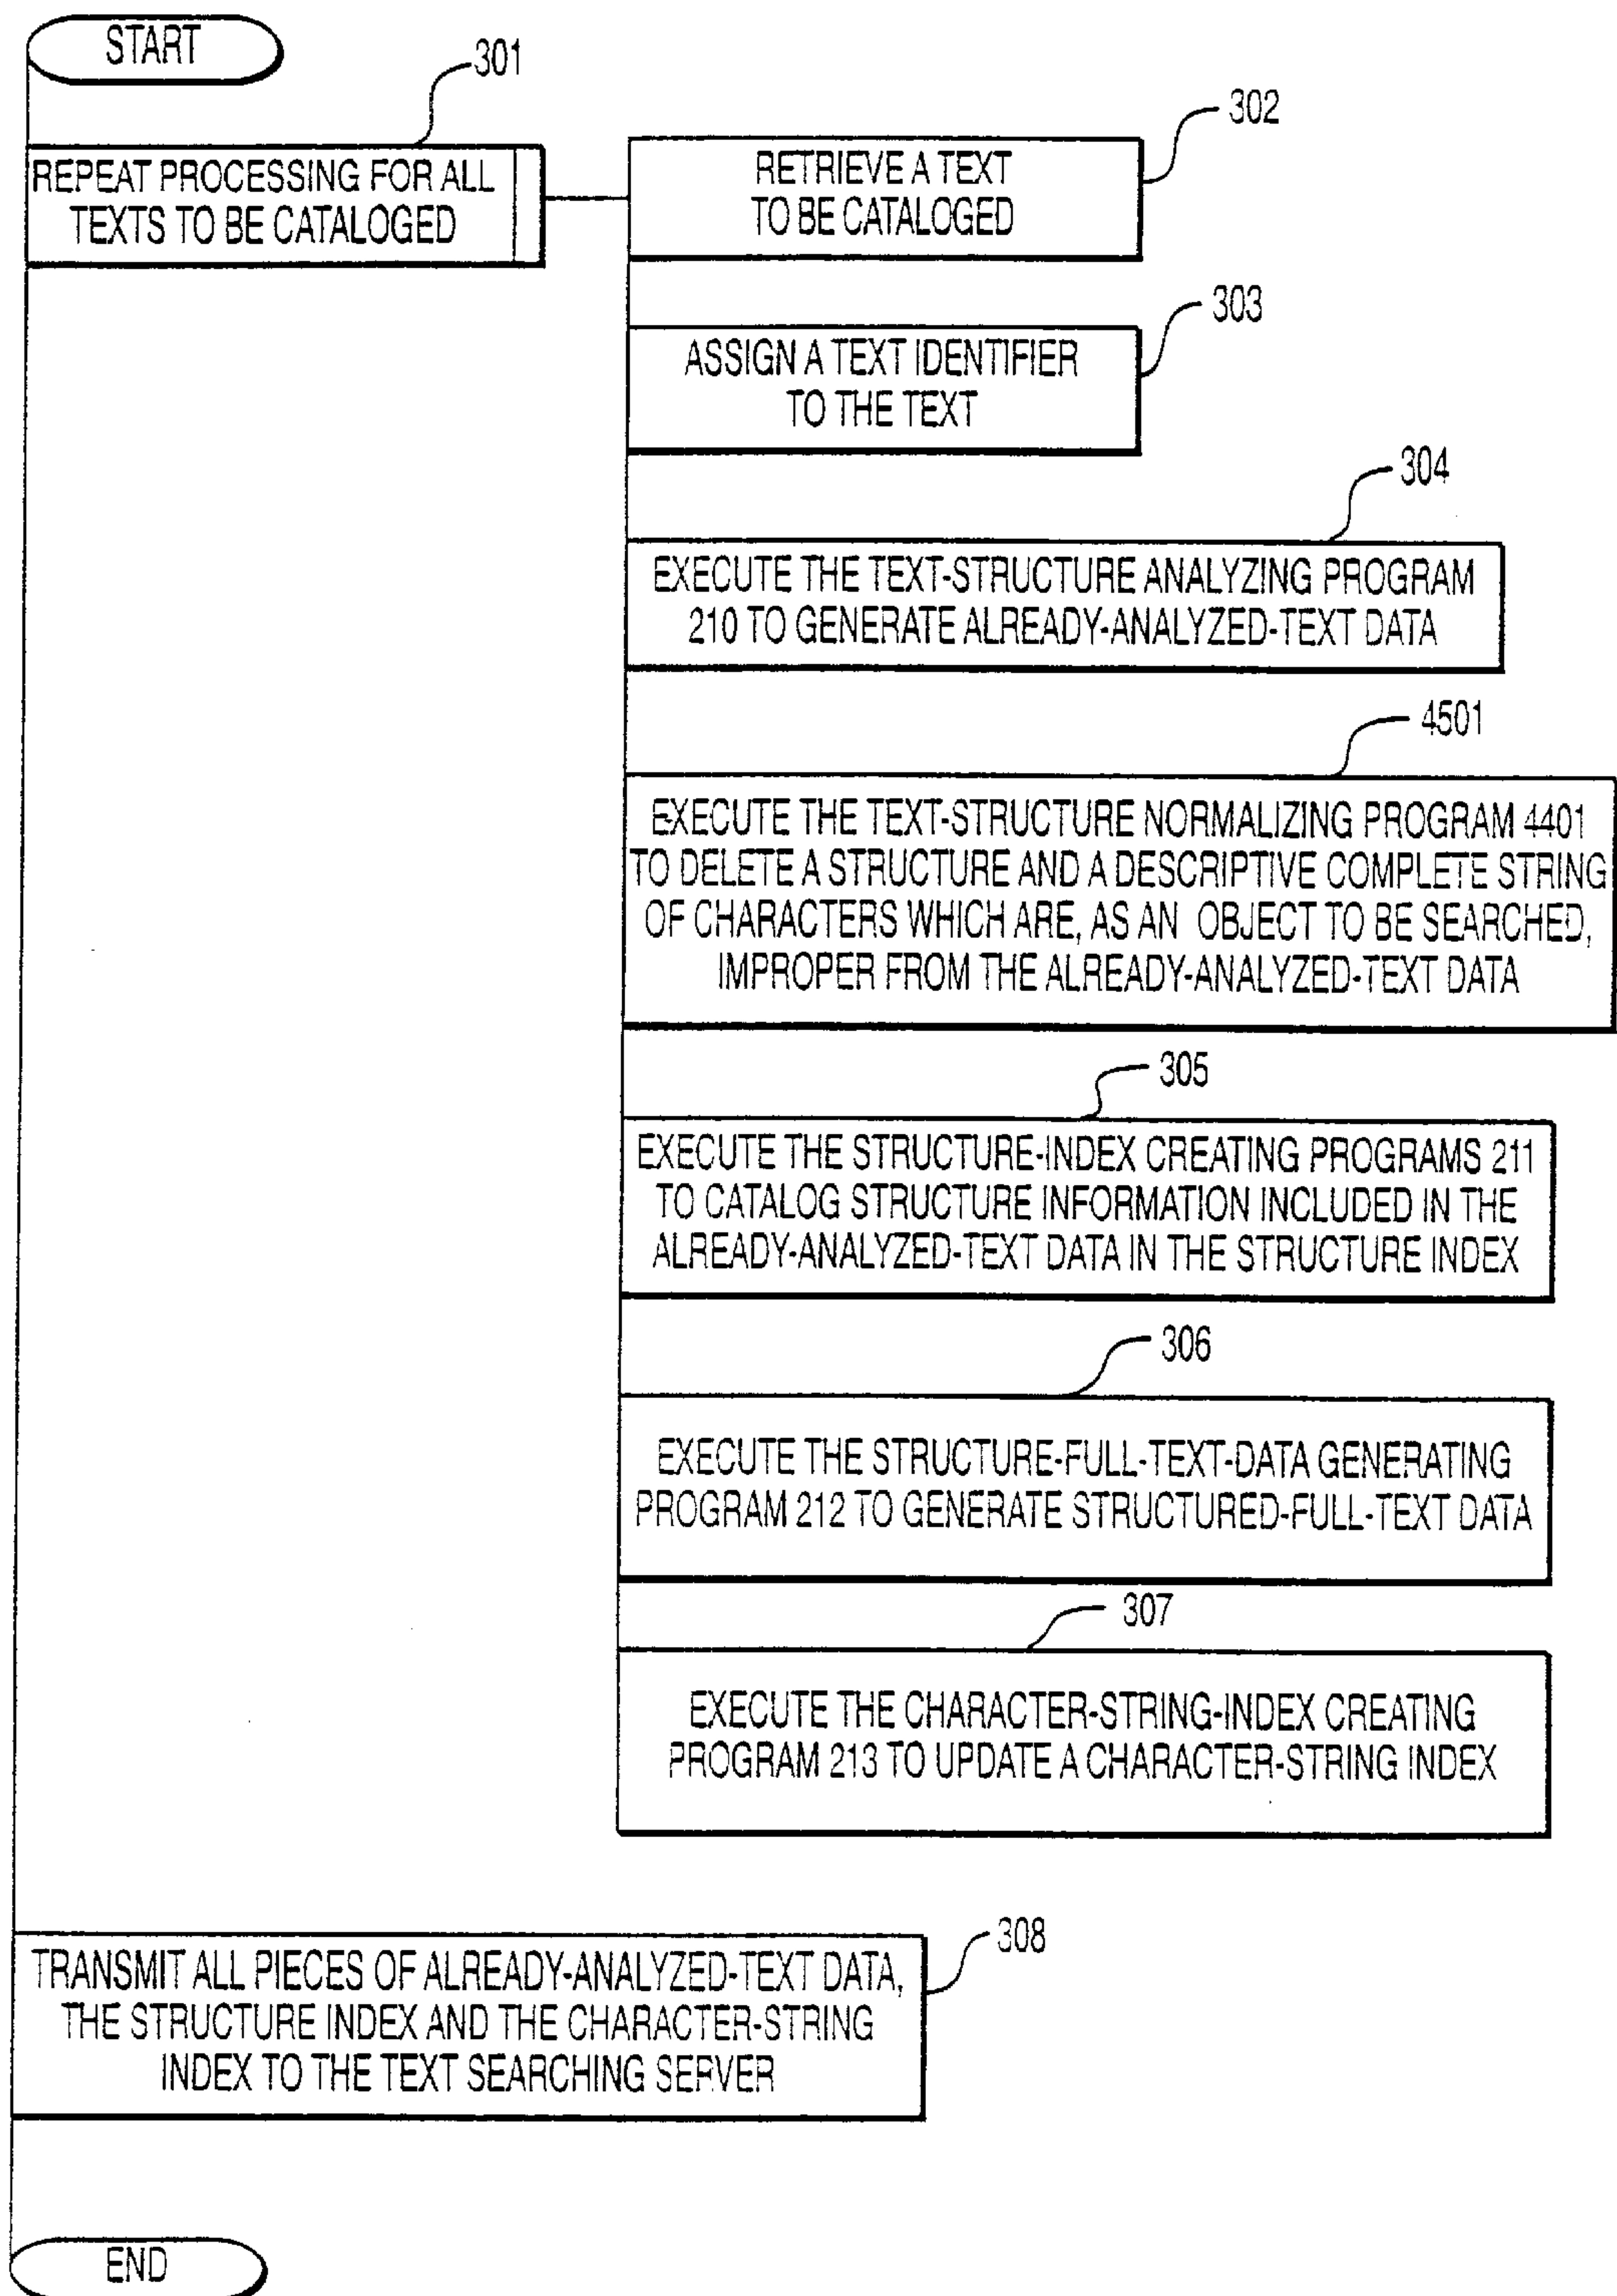 START
301
REPEAT PROCESSING FOR ALL
TEXTS TO BE CATALOGED
302
RETRIEVE A TEXT
TO BE CATALOGED
303
ASSIGN A TEXT IDENTIFIER
TO THE TEXT
304
EXECUTE THE TEXT-STRUCTURE ANALYZING PROGRAM
210 TO GENERATE ALREADY-ANALYZED-TEXT DATA
4501
EXECUTE THE TEXT-STRUCTURE NORMALIZING PROGRAM 4401
TO DELETE A STRUCTURE AND A DESCRIPTIVE COMPLETE STRING
OF CHARACTERS WHICH ARE, AS AN OBJECT TO BE SEARCHED,
IMPROPER FROM THE ALREADY-ANALYZED-TEXT DATA
305
EXECUTE THE STRUCTURE-INDEX CREATING PROGRAMS 211
TO CATALOG STRUCTURE INFORMATION INCLUDED IN THE
ALREADY-ANALYZED-TEXT DATA IN THE STRUCTURE INDEX
306
EXECUTE THE STRUCTURE-FULL-TEXT-DATA GENERATING
PROGRAM 212 TO GENERATE STRUCTURED-FULL-TEXT DATA
307
EXECUTE THE CHARACTER-STRING-INDEX CREATING
PROGRAM 213 TO UPDATE A CHARACTER-STRING INDEX
308
TRANSMIT ALL PIECES OF ALREADY-ANALYZED-TEXT DATA,
THE STRUCTURE INDEX AND THE CHARACTER-STRING
INDEX TO THE TEXT SEARCHING SERVER
END